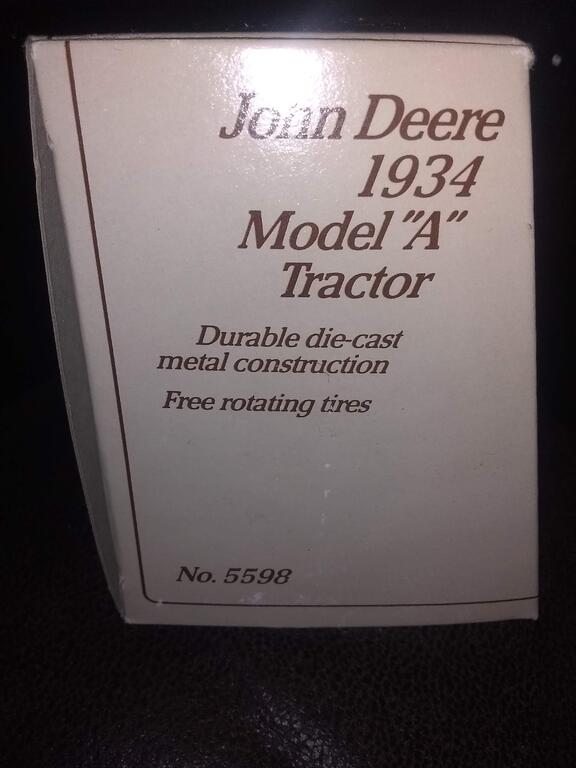 John Deere
1934
Model "A"
Tractor
Durable die-cast
metal construction
Free rotating tires
No. 5598